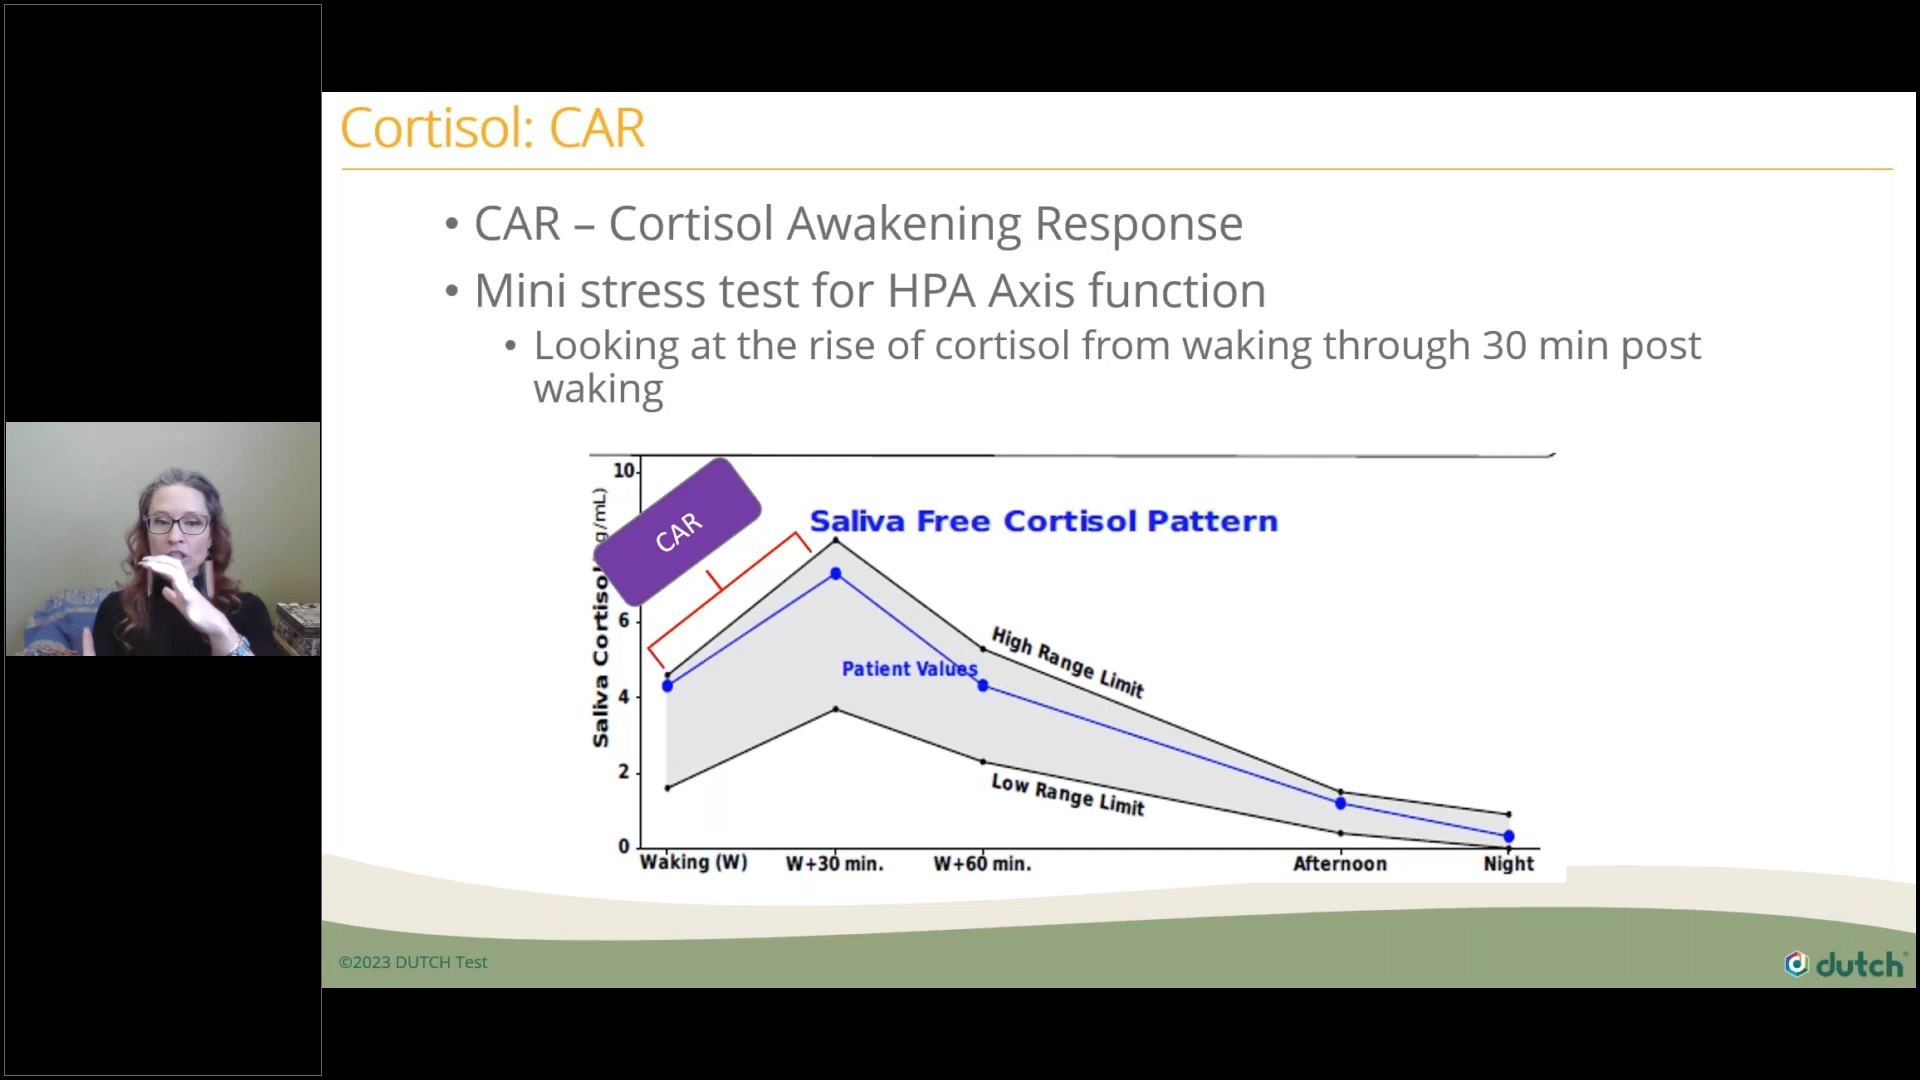 Cortisol: CAR
• CAR – Cortisol Awakening Response
• Mini stress test for HPA Axis function
• Looking at the rise of cortisol from waking through 30 min post
waking
10
CAR
Saliva Free Cortisol Pattern
Saliva Cortisol g/mL)
6
High Range Limit
Patient Values
4
2
Low Range Limit
0
Waking (W) W+30 min. W+60 min. Afternoon Night
©2023 DUTCH Test
dutch